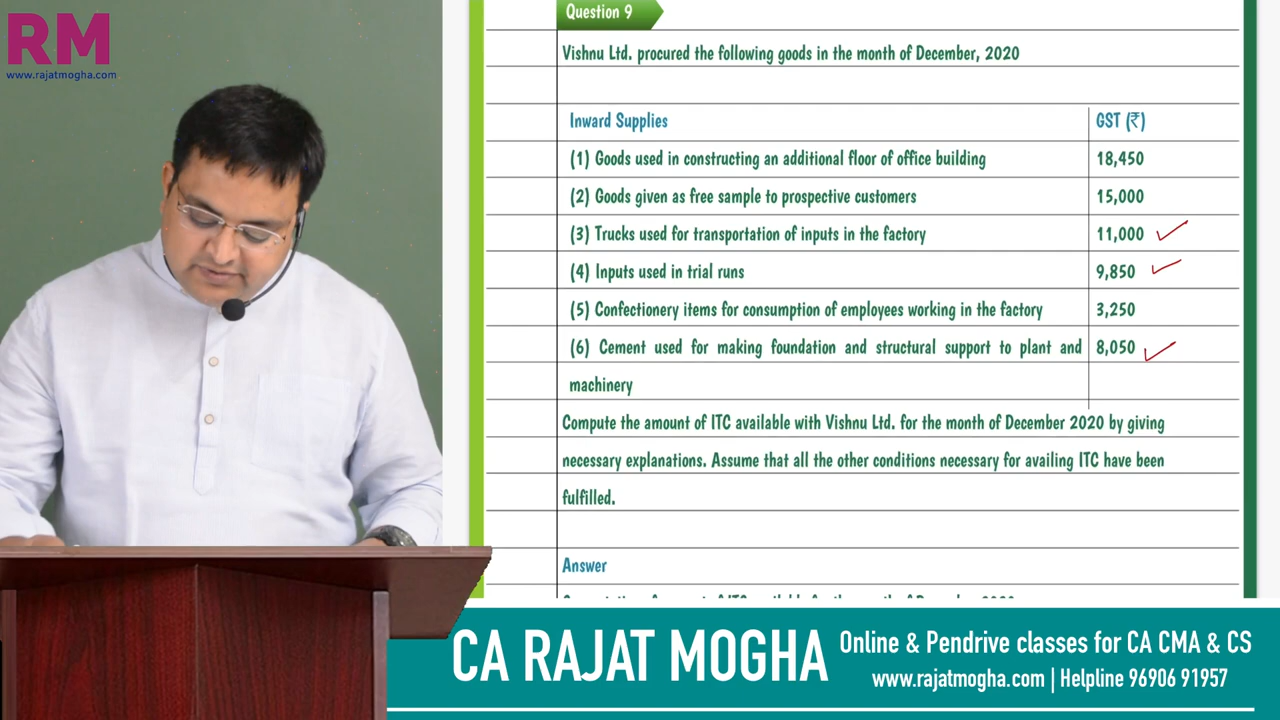 RM
www.rajatmogha.com
Question 9
Vishnu Ltd. procured the following goods in the month of December, 2020
Inward Supplies GST (₹)
(1) Goods used in constructing an additional floor of office building 18,450
(2) Goods given as free sample to prospective customers 15,000
(3) Trucks used for transportation of inputs in the factory 11,000
(4) Inputs used in trial runs 9,850
(5) Confectionery items for consumption of employees working in the factory 3,250
(6) Cement used for making foundation and structural support to plant and 8,050
machinery
Compute the amount of ITC available with Vishnu Ltd. for the month of December 2020 by giving
necessary explanations. Assume that all the other conditions necessary for availing ITC have been
fulfilled.
Answer
CA RAJAT MOGHA
Online & Pendrive classes for CA CMA & CS
www.rajatmogha.com | Helpline 96906 91957